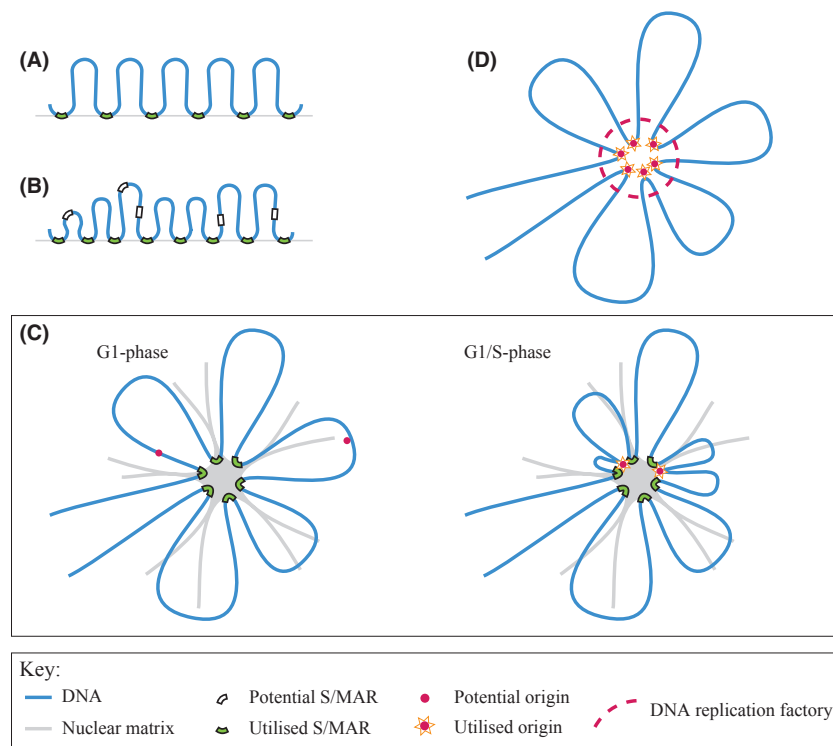 (A)
(D)
(B)
(C)
G1-phase
G1/S-phase
Key:
DNA
Potential S/MAR
Potential origin
DNA replication factory
Nuclear matrix
Utilised S/MAR
Utilised origin